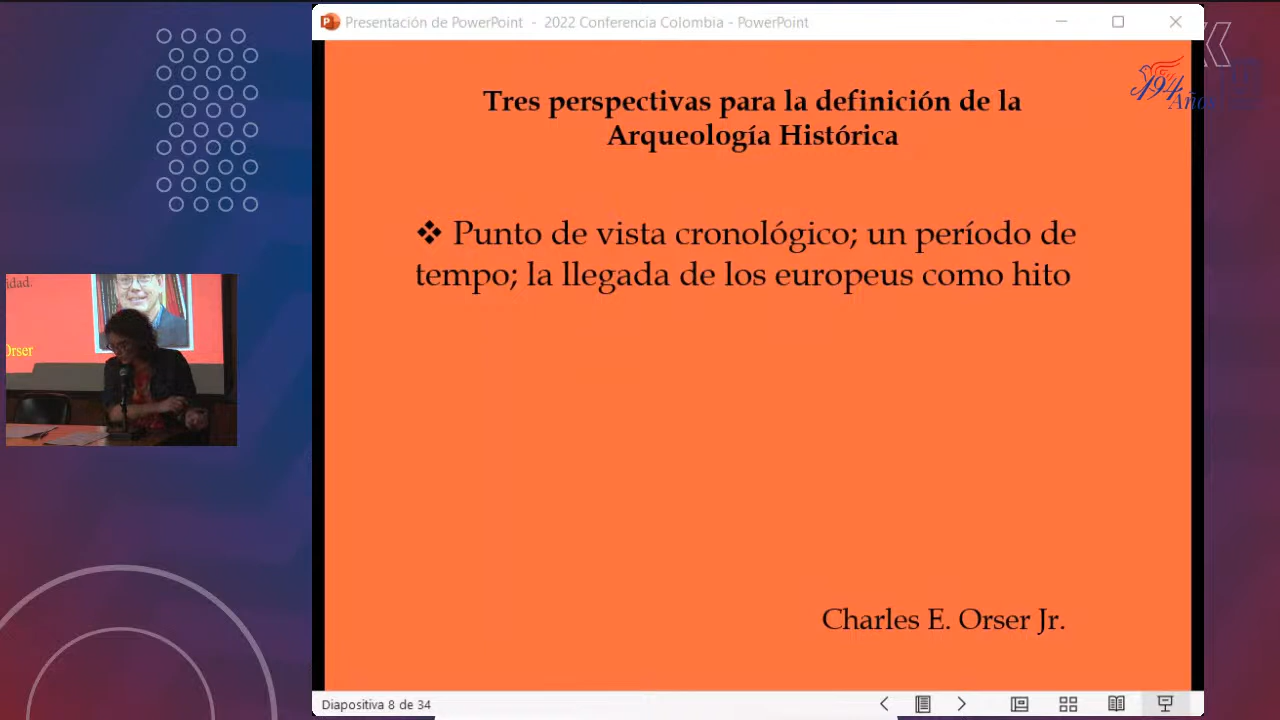 Presentación de PowerPoint - 2022 Conferencia Colombia - PowerPoint
194
Años
Tres perspectivas para la definición de la
Arqueología Histórica
❖ Punto de vista cronológico; un período de
tempo; la llegada de los europeus como hito
idad.
Orser
Charles E. Orser Jr.
Diapositiva 8 de 34